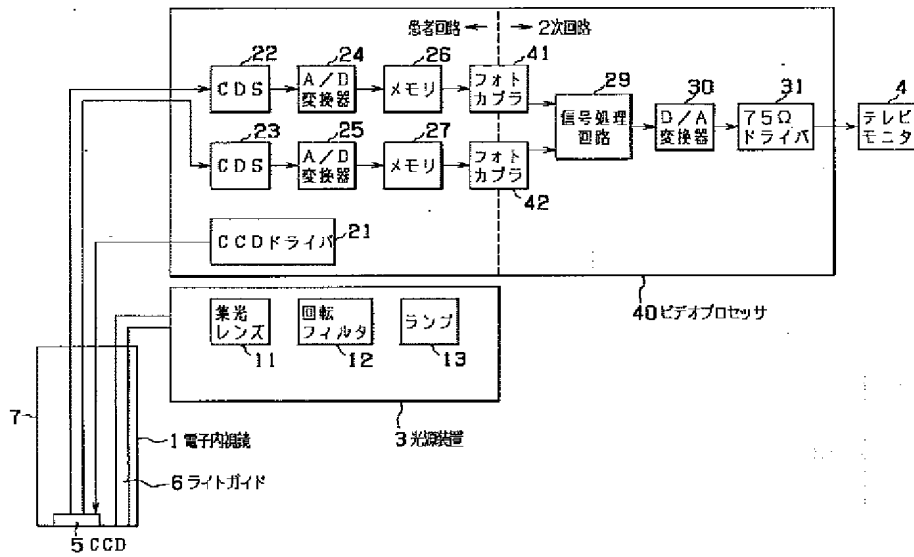 患者回路
2次回路
22
24
26
41
29
30
31
4
CDS
A/D
変換器
メモリ
フォト
カプラ
信号処理
回路
D/A
変換器
75Ω
ドライバ
テレビ
モニタ
23
25
27
CDS
A/D
変換器
メモリ
フォト
カプラ
42
21
CCDドライバ
40 ビデオプロセッサ
集光
レンズ
11
回転
フィルタ
12
ランプ
13
3 光源装置
7
1 電子内視鏡
6 ライトガイド
5 CCD